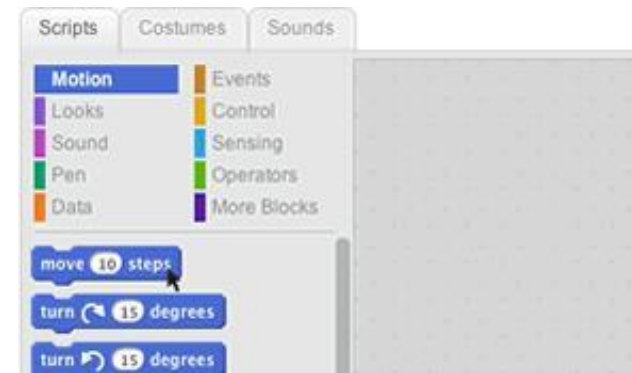 Scripts Costumes Sounds
Motion Events
Looks Control
Sound Sensing
Pen Operators
Data More Blocks
move 10 steps
turn 15 degrees
turn 15 degrees